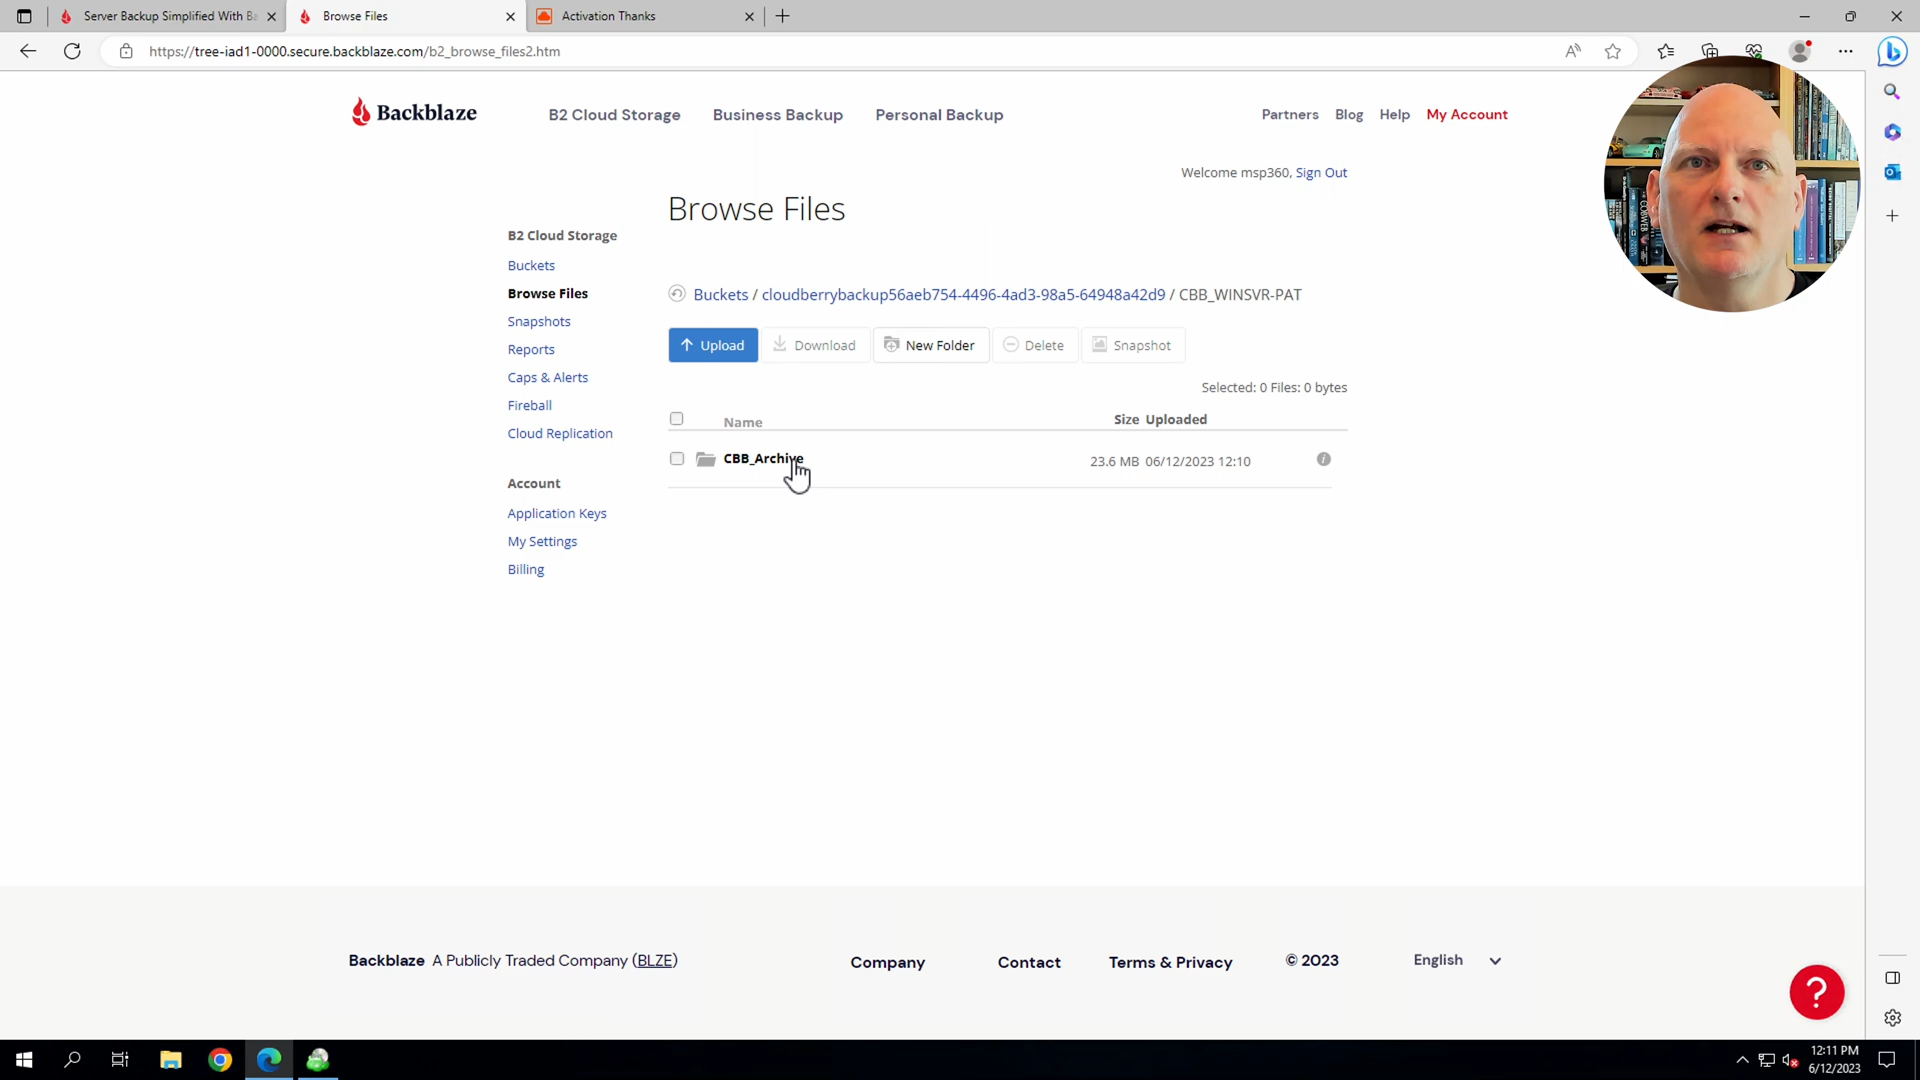 Server Backup Simplified With Ba
Browse Files
Activation Thanks
https://tree-iad1-0000.secure.backblaze.com/b2_browse_files2.htm
Backblaze
B2 Cloud Storage
Business Backup
Personal Backup
Partners
Blog
Help
My Account
Welcome msp360, Sign Out
Browse Files
B2 Cloud Storage
Buckets
Browse Files
Snapshots
Reports
Caps & Alerts
Fireball
Cloud Replication
Account
Application Keys
My Settings
Billing
Buckets / cloudberrybackup56aeb754-4496-4ad3-98a5-64948a42d9 / CBB_WINSVR-PAT
Upload
Download
New Folder
Delete
Snapshot
Selected: 0 Files: 0 bytes
Name
Size
Uploaded
CBB_Archive
23.6 MB
06/12/2023 12:10
Backblaze A Publicly Traded Company (BLZE)
Company
Contact
Terms & Privacy
© 2023
English
?
12:11 PM
6/12/2023